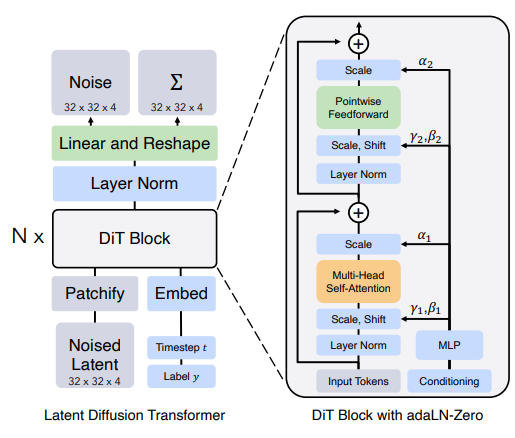 Noise
32 x 32 x 4
Σ
32 x 32 x 4
Linear and Reshape
Layer Norm
N x
DiT Block
Patchify
Embed
Noised
Latent
32 x 32 x 4
Timestep t
Label y
Latent Diffusion Transformer
+
Scale
α2
Pointwise
Feedforward
Scale, Shift
γ2,β2
Layer Norm
+
Scale
α1
Multi-Head
Self-Attention
Scale, Shift
γ1,β1
Layer Norm
MLP
Input Tokens
Conditioning
DiT Block with adaLN-Zero